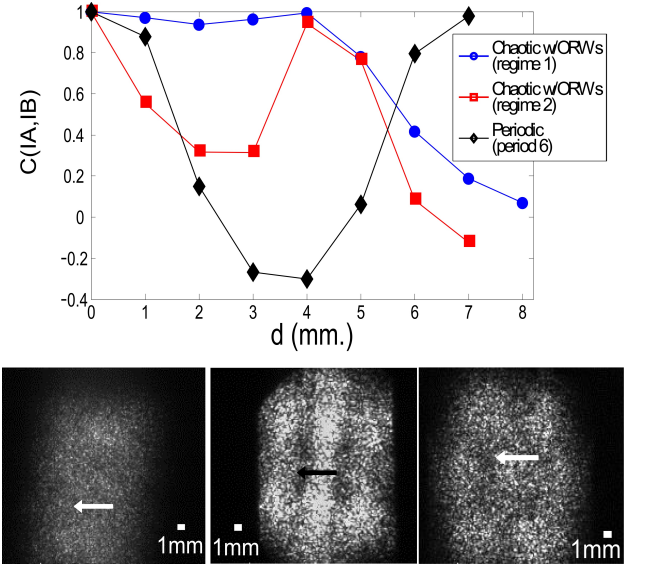 1
0.8
0.6
0.4
0.2
0
−0.2
−0.4
C(IA,IB)
0 1 2 3 4 5 6 7 8
d (mm.)
Chaotic w/ORWs
(regime 1)
Chaotic w/ORWs
(regime 2)
Periodic
(period 6)
1mm 1mm 1mm